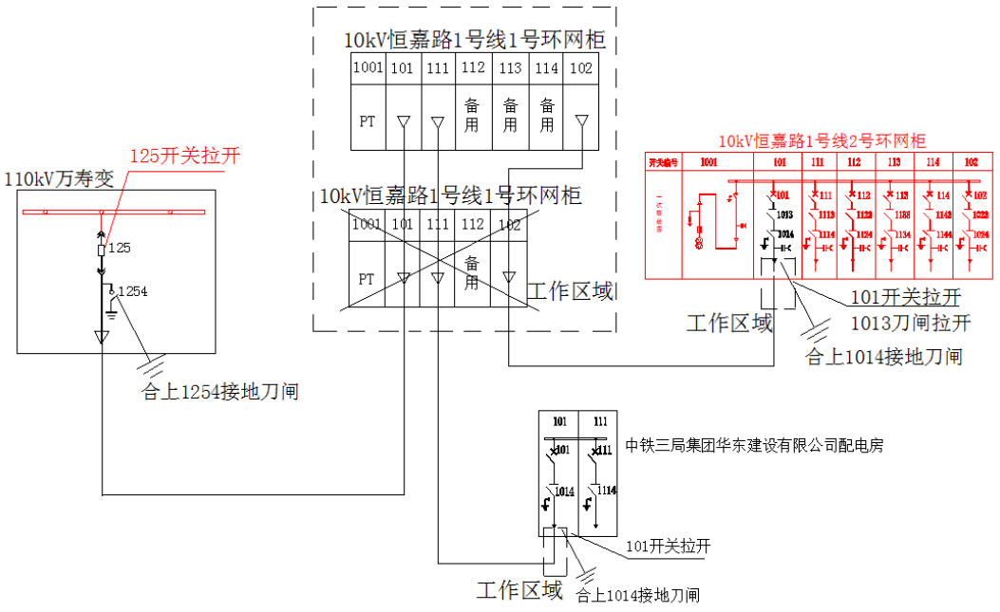 10kV恒嘉路1号线1号环网柜
1001 101 111 112 113 114 102
PT 备用 备用 备用
125开关拉开
110kV万寿变
125
1254
合上1254接地刀闸
10kV恒嘉路1号线1号环网柜
1001 101 111 112 102
PT 备用
工作区域
10kV恒嘉路1号线2号环网柜
开关编号 1001 101 111 112 113 114 102
101 111 112 113 114 102
1013 1113 1123 1133 1143 1023
1014 1114 1124 1134 1144 1024
101开关拉开
工作区域
1013刀闸拉开
合上1014接地刀闸
101 111
中铁三局集团华东建设有限公司配电房
101 111
1014 1114
101开关拉开
工作区域
合上1014接地刀闸